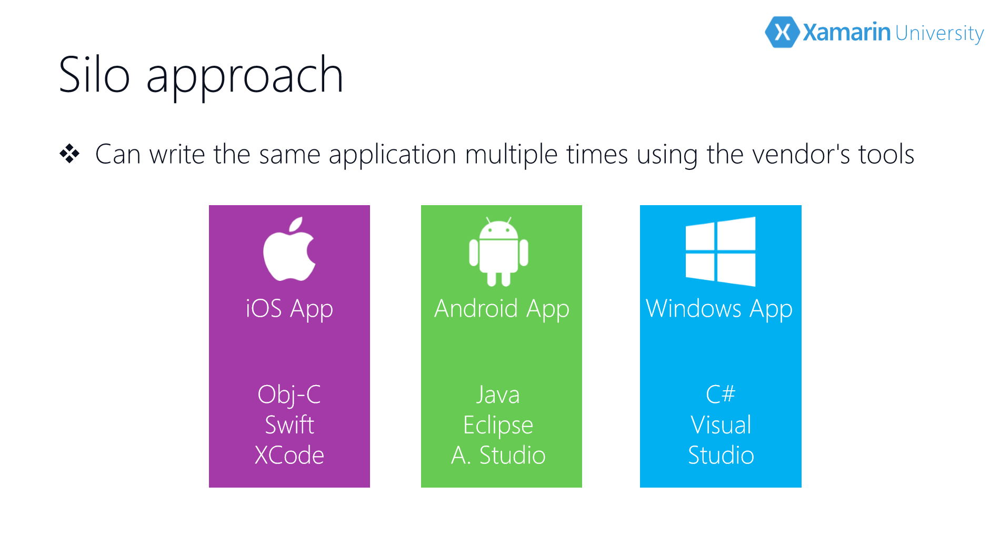 Xamarin University
Silo approach
❖ Can write the same application multiple times using the vendor's tools
iOS App
Obj-C
Swift
XCode
Android App
Java
Eclipse
A. Studio
Windows App
C#
Visual
Studio